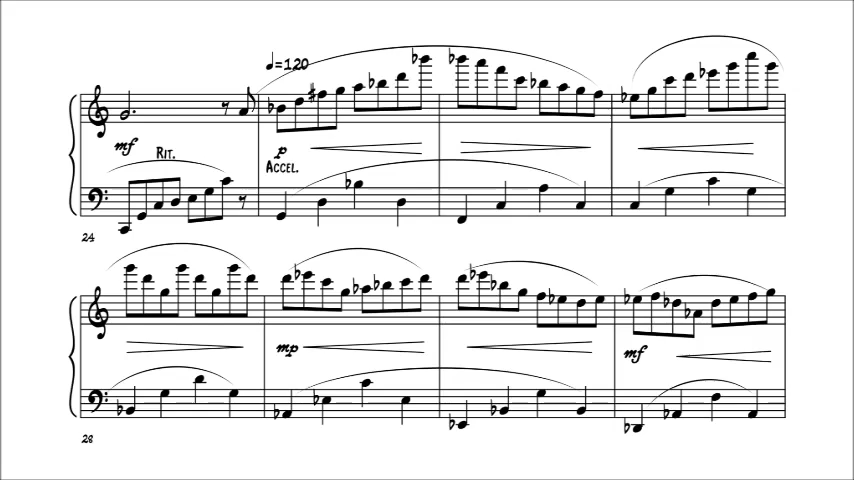 ♩=120
mf
RIT.
p
ACCEL.
24
mp
mf
28